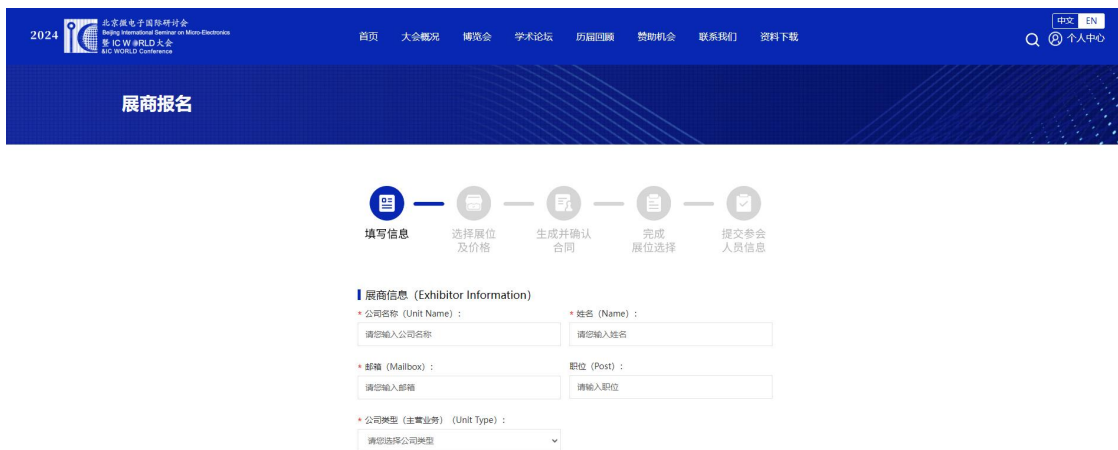 2024
北京微电子国际研讨会
Beijing International Seminar on Micro-Electronics
暨 IC WORLD大会
&IC WORLD Conference
首页 大会概况 博览会 学术论坛 历届回顾 赞助机会 联系我们 资料下载
中文 EN
个人中心
展商报名
填写信息 选择展位 生成并确认 完成 提交参会
及价格 合同 展位选择 人员信息
展商信息（Exhibitor Information）
* 公司名称（Unit Name）： * 姓名（Name）：
请您输入公司名称 请您输入姓名
* 邮箱（Mailbox）： 职位（Post）：
请您输入邮箱 请输入职位
* 公司类型（主营业务）（Unit Type）：
请您选择公司类型